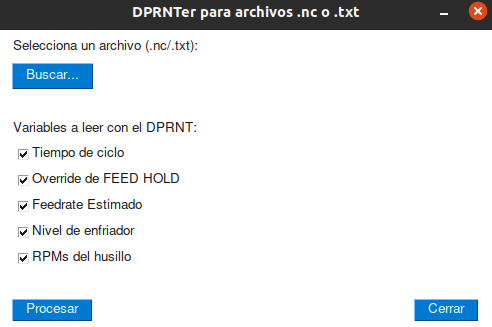 DPRNTer para archivos .nc o .txt
Selecciona un archivo (.nc/.txt):
Buscar...
Variables a leer con el DPRNT:
Tiempo de ciclo
Override de FEED HOLD
Feedrate Estimado
Nivel de enfriador
RPMs del husillo
Procesar
Cerrar